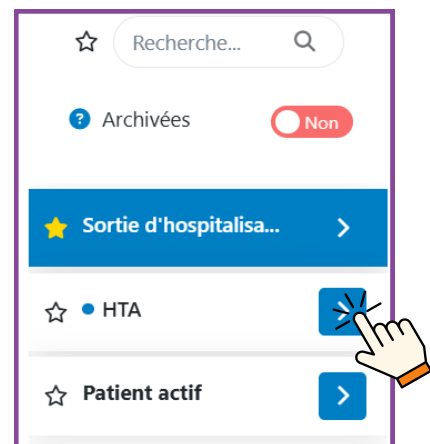 Recherche...
? Archivées Non
Sortie d'hospitalisa...
HTA
Patient actif